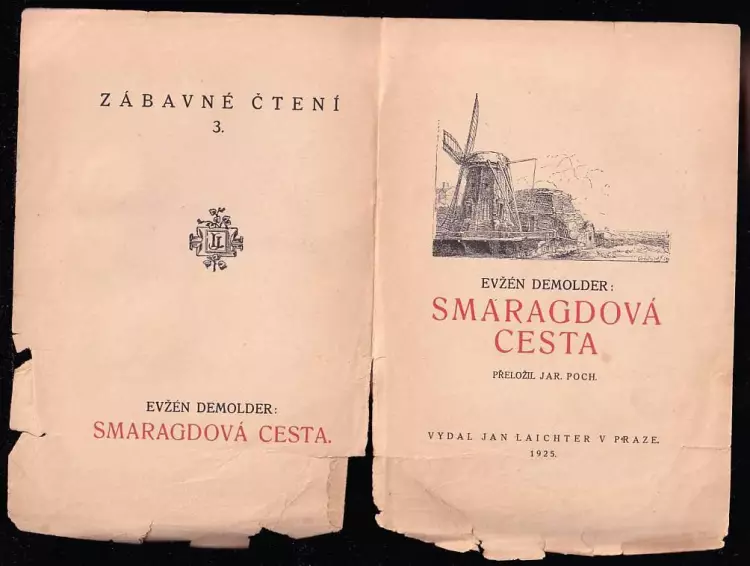 ZÁBAVNÉ ČTENÍ
3.
EVŽÉN DEMOLDER:
SMARAGDOVÁ CESTA.
EVŽÉN DEMOLDER:
SMARAGDOVÁ
CESTA
PŘELOŽIL JAR. POCH.
VYDAL JAN LAICHTER V PRAZE.
1925.